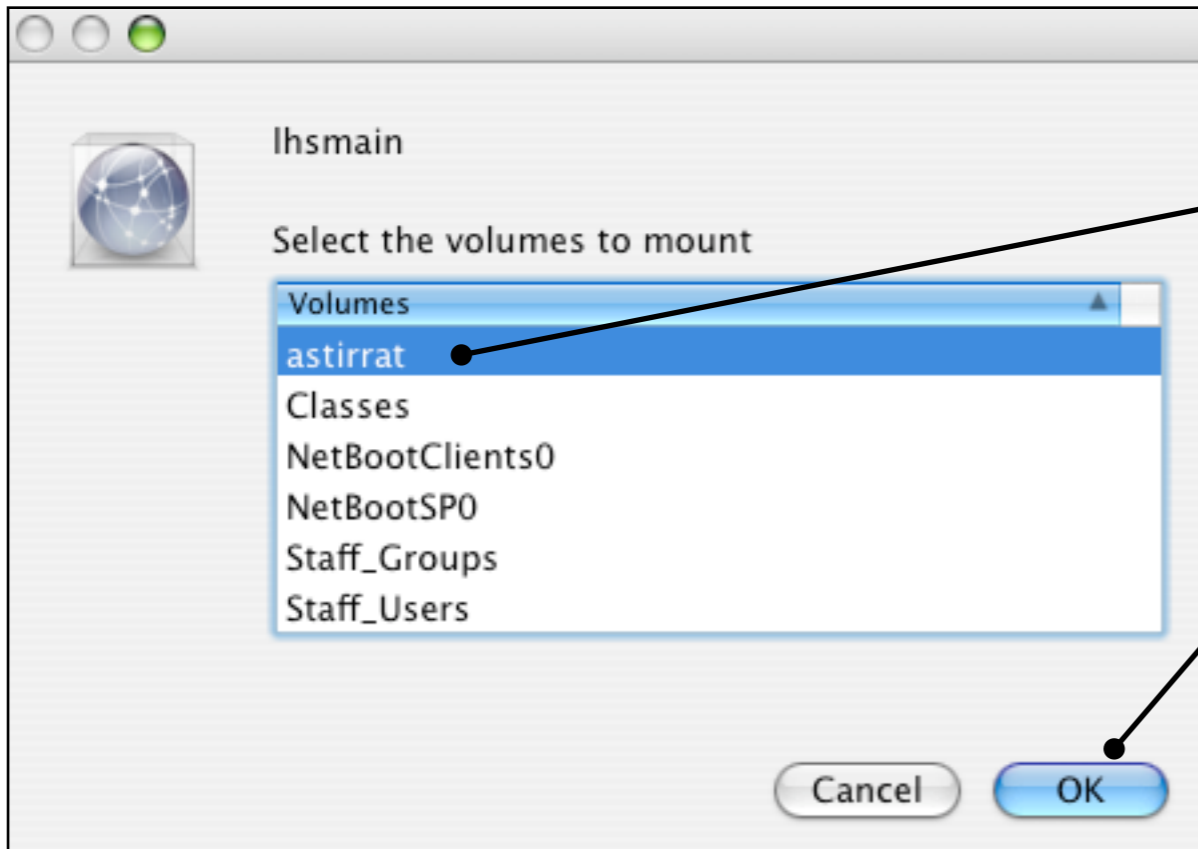 lhsmain
Select the volumes to mount
Volumes
astirrat
Classes
NetBootClients0
NetBootSP0
Staff_Groups
Staff_Users
Cancel
OK